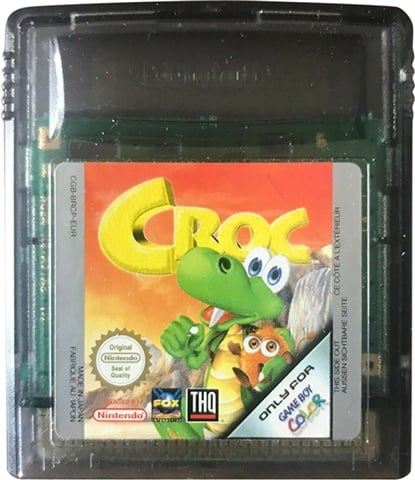 CROC
CGB-BRCP-EUR
CE CÔTÉ A L'EXTÉRIEUR
THIS SIDE OUT
AUSSEN SICHTBARE SEITE
Original
Nintendo
Seal of
Quality
MADE IN JAPAN
FABRIQUÉ AU JAPON
Nintendo
FOX
THQ
ONLY FOR
GAME BOY
COLOR